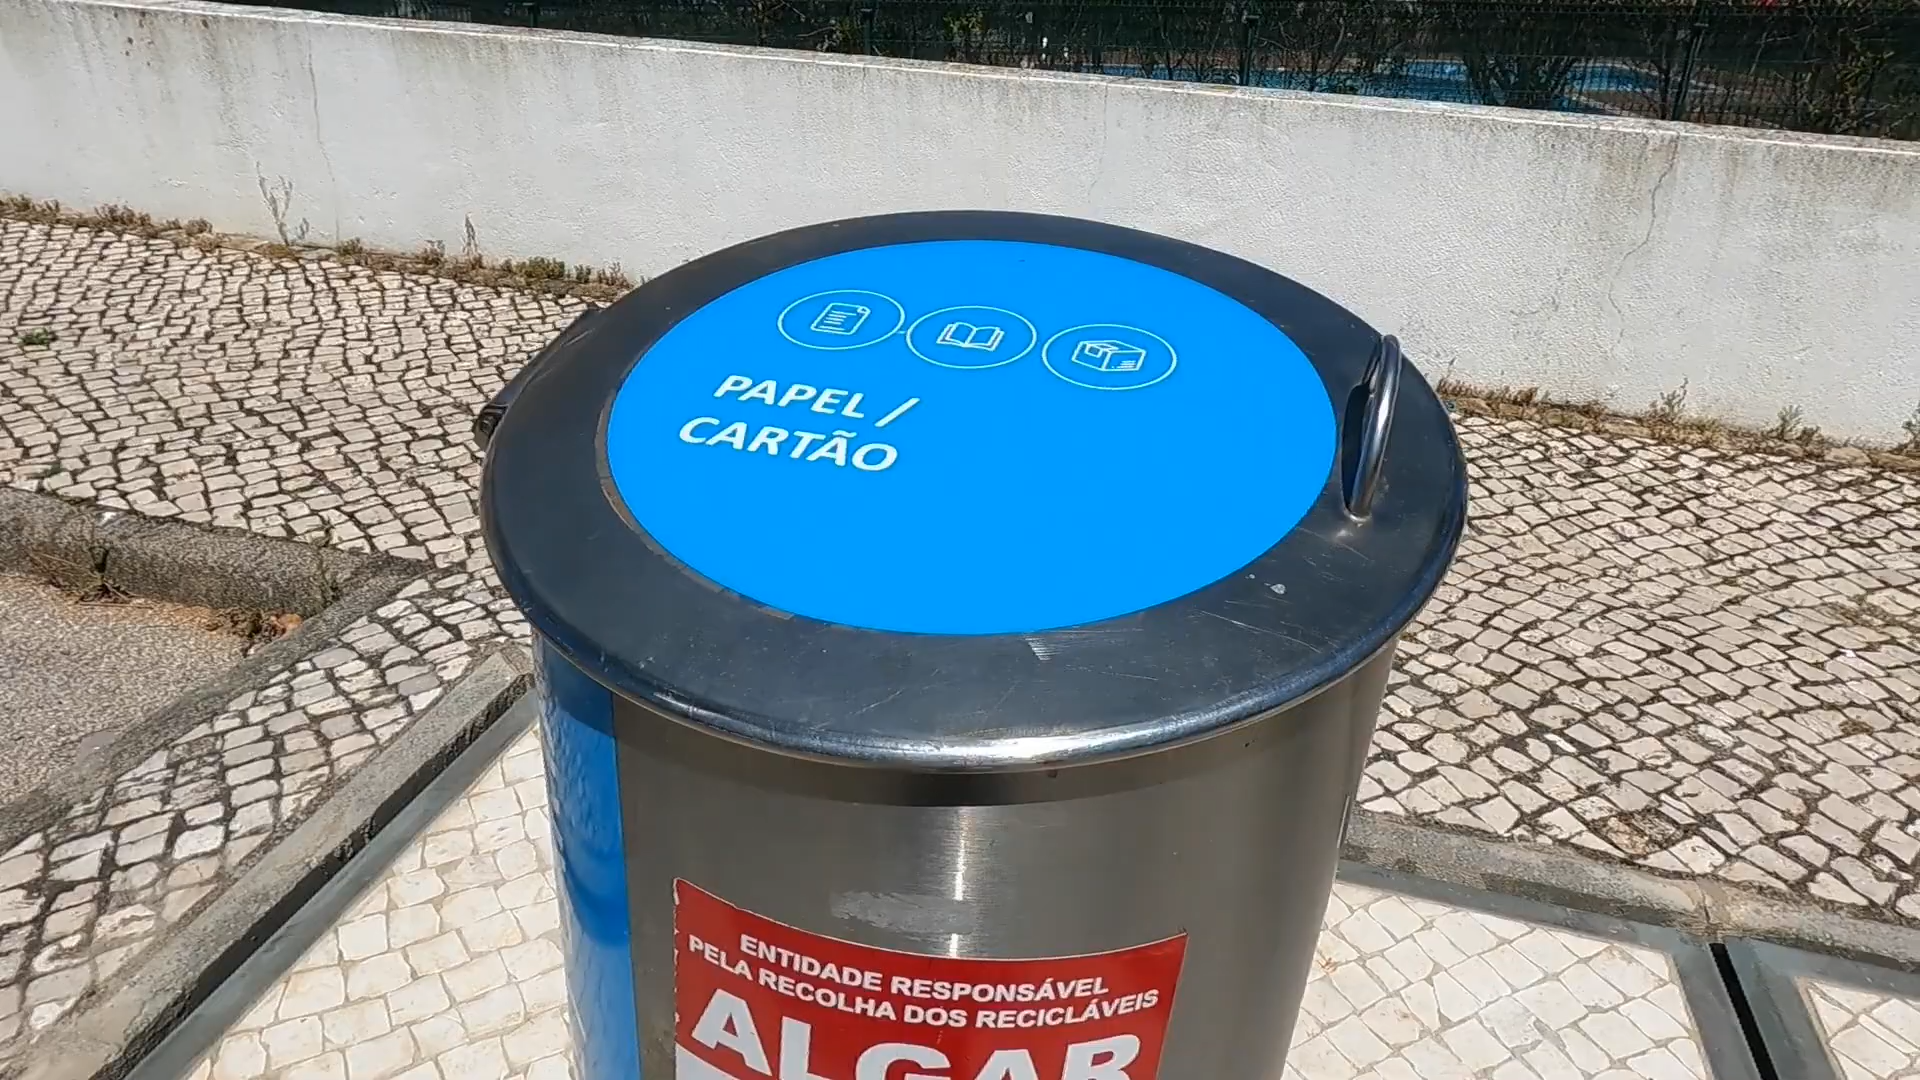 PAPEL /
CARTÃO
ENTIDADE RESPONSÁVEL
PELA RECOLHA DOS RECICLÁVEIS
ALGAR